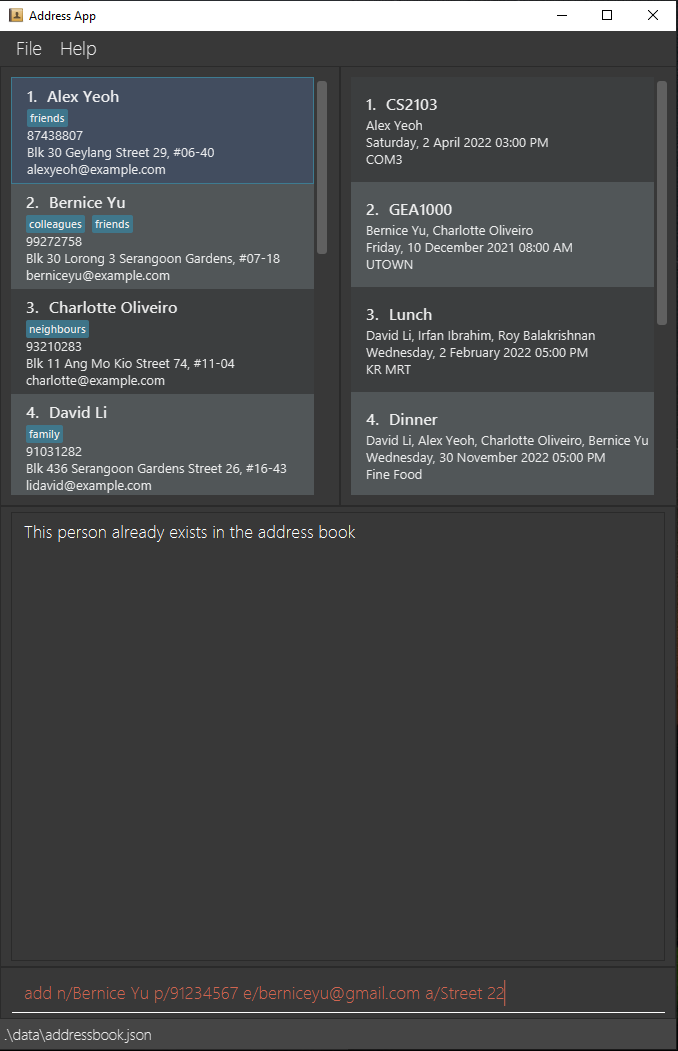 Address App
File Help
1. Alex Yeoh
friends
87438807
Blk 30 Geylang Street 29, #06-40
alexyeoh@example.com
2. Bernice Yu
colleagues friends
99272758
Blk 30 Lorong 3 Serangoon Gardens, #07-18
berniceyu@example.com
3. Charlotte Oliveiro
neighbours
93210283
Blk 11 Ang Mo Kio Street 74, #11-04
charlotte@example.com
4. David Li
family
91031282
Blk 436 Serangoon Gardens Street 26, #16-43
lidavid@example.com
1. CS2103
Alex Yeoh
Saturday, 2 April 2022 03:00 PM
COM3
2. GEA1000
Bernice Yu, Charlotte Oliveiro
Friday, 10 December 2021 08:00 AM
UTOWN
3. Lunch
David Li, Irfan Ibrahim, Roy Balakrishnan
Wednesday, 2 February 2022 05:00 PM
KR MRT
4. Dinner
David Li, Alex Yeoh, Charlotte Oliveiro, Bernice Yu
Wednesday, 30 November 2022 05:00 PM
Fine Food
This person already exists in the address book
add n/Bernice Yu p/91234567 e/berniceyu@gmail.com a/Street 22
.\data\addressbook.json